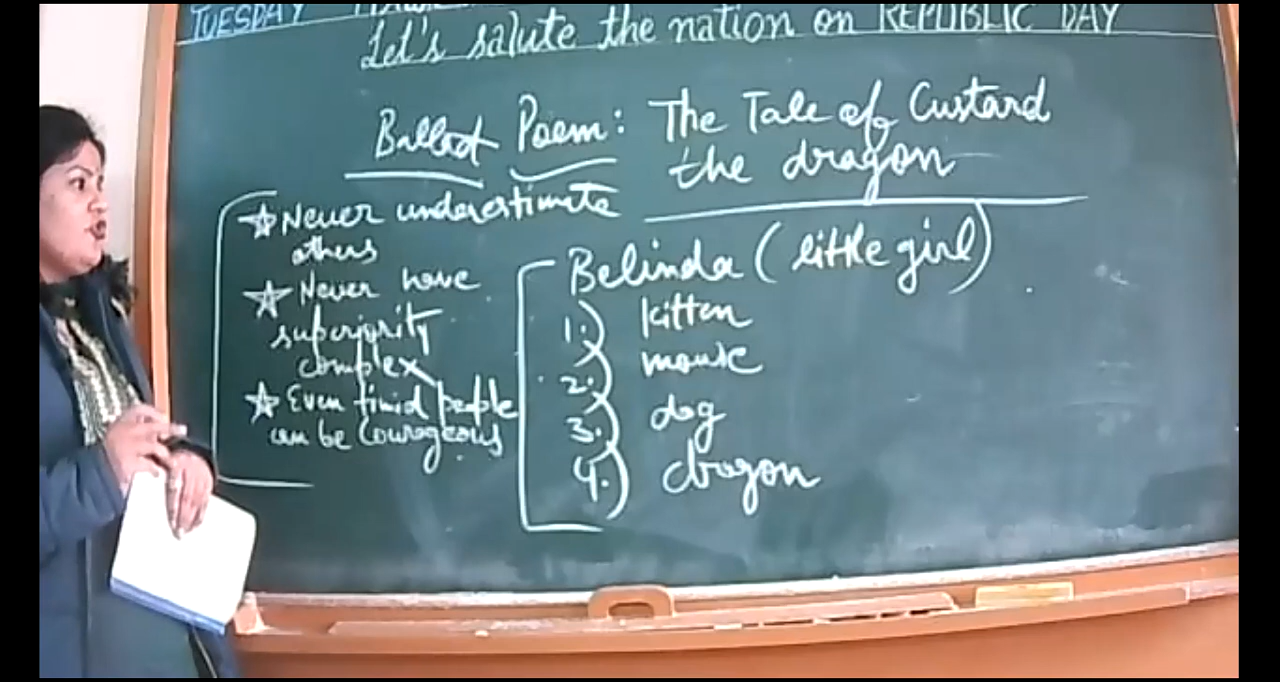 TUESDAY
Let's salute the nation on REPUBLIC DAY
Ballad Poem: The Tale of Custard
the dragon
☆ Never underestimate
others
☆ Never have
superiority
complex
☆ Even timid people
can be Courageous
Belinda (little girl)
1.) kitten
2.) mouse
3.) dog
4.) dragon